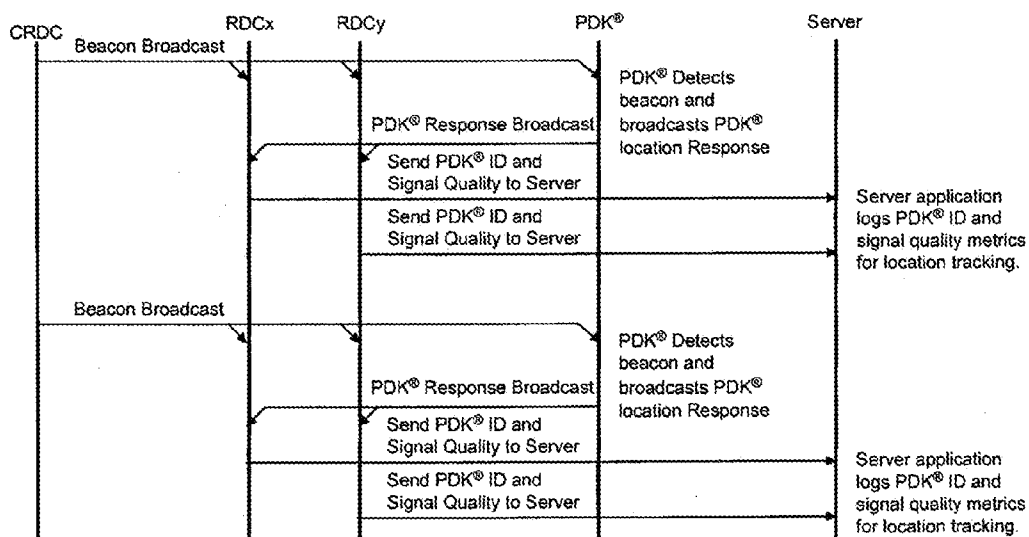 CRDC
RDCx
RDCy
PDK®
Server
Beacon Broadcast
PDK® Detects
beacon and
broadcasts PDK®
location Response
PDK® Response Broadcast
Send PDK® ID and
Signal Quality to Server
Send PDK® ID and
Signal Quality to Server
Server application
logs PDK® ID and
signal quality metrics
for location tracking.
Beacon Broadcast
PDK® Detects
beacon and
broadcasts PDK®
location Response
PDK® Response Broadcast
Send PDK® ID and
Signal Quality to Server
Send PDK® ID and
Signal Quality to Server
Server application
logs PDK® ID and
signal quality metrics
for location tracking.